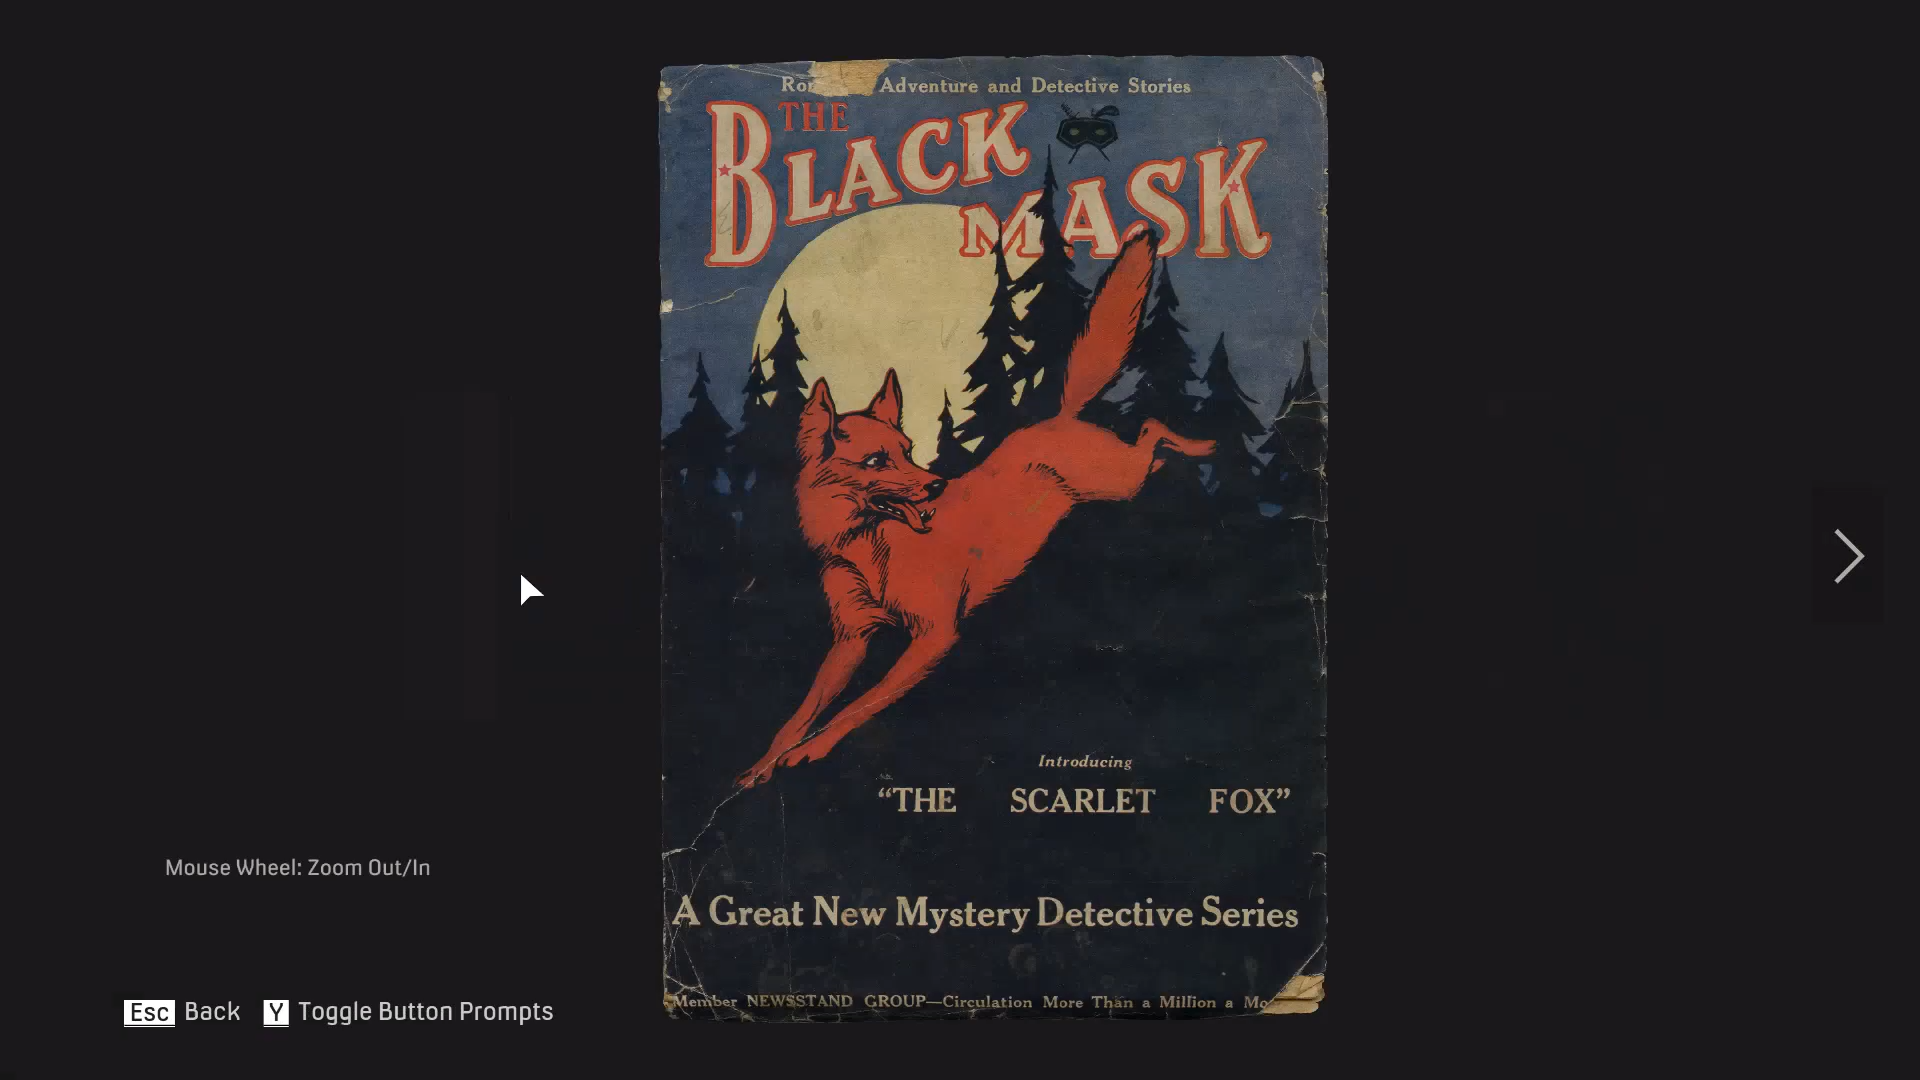 Adventure and Detective Stories
THE
BLACK
MASK
Introducing
“THE SCARLET FOX”
A Great New Mystery Detective Series
Member NEWSSTAND GROUP—Circulation More Than a Million a
Mouse Wheel: Zoom Out/In
Esc Back Y Toggle Button Prompts